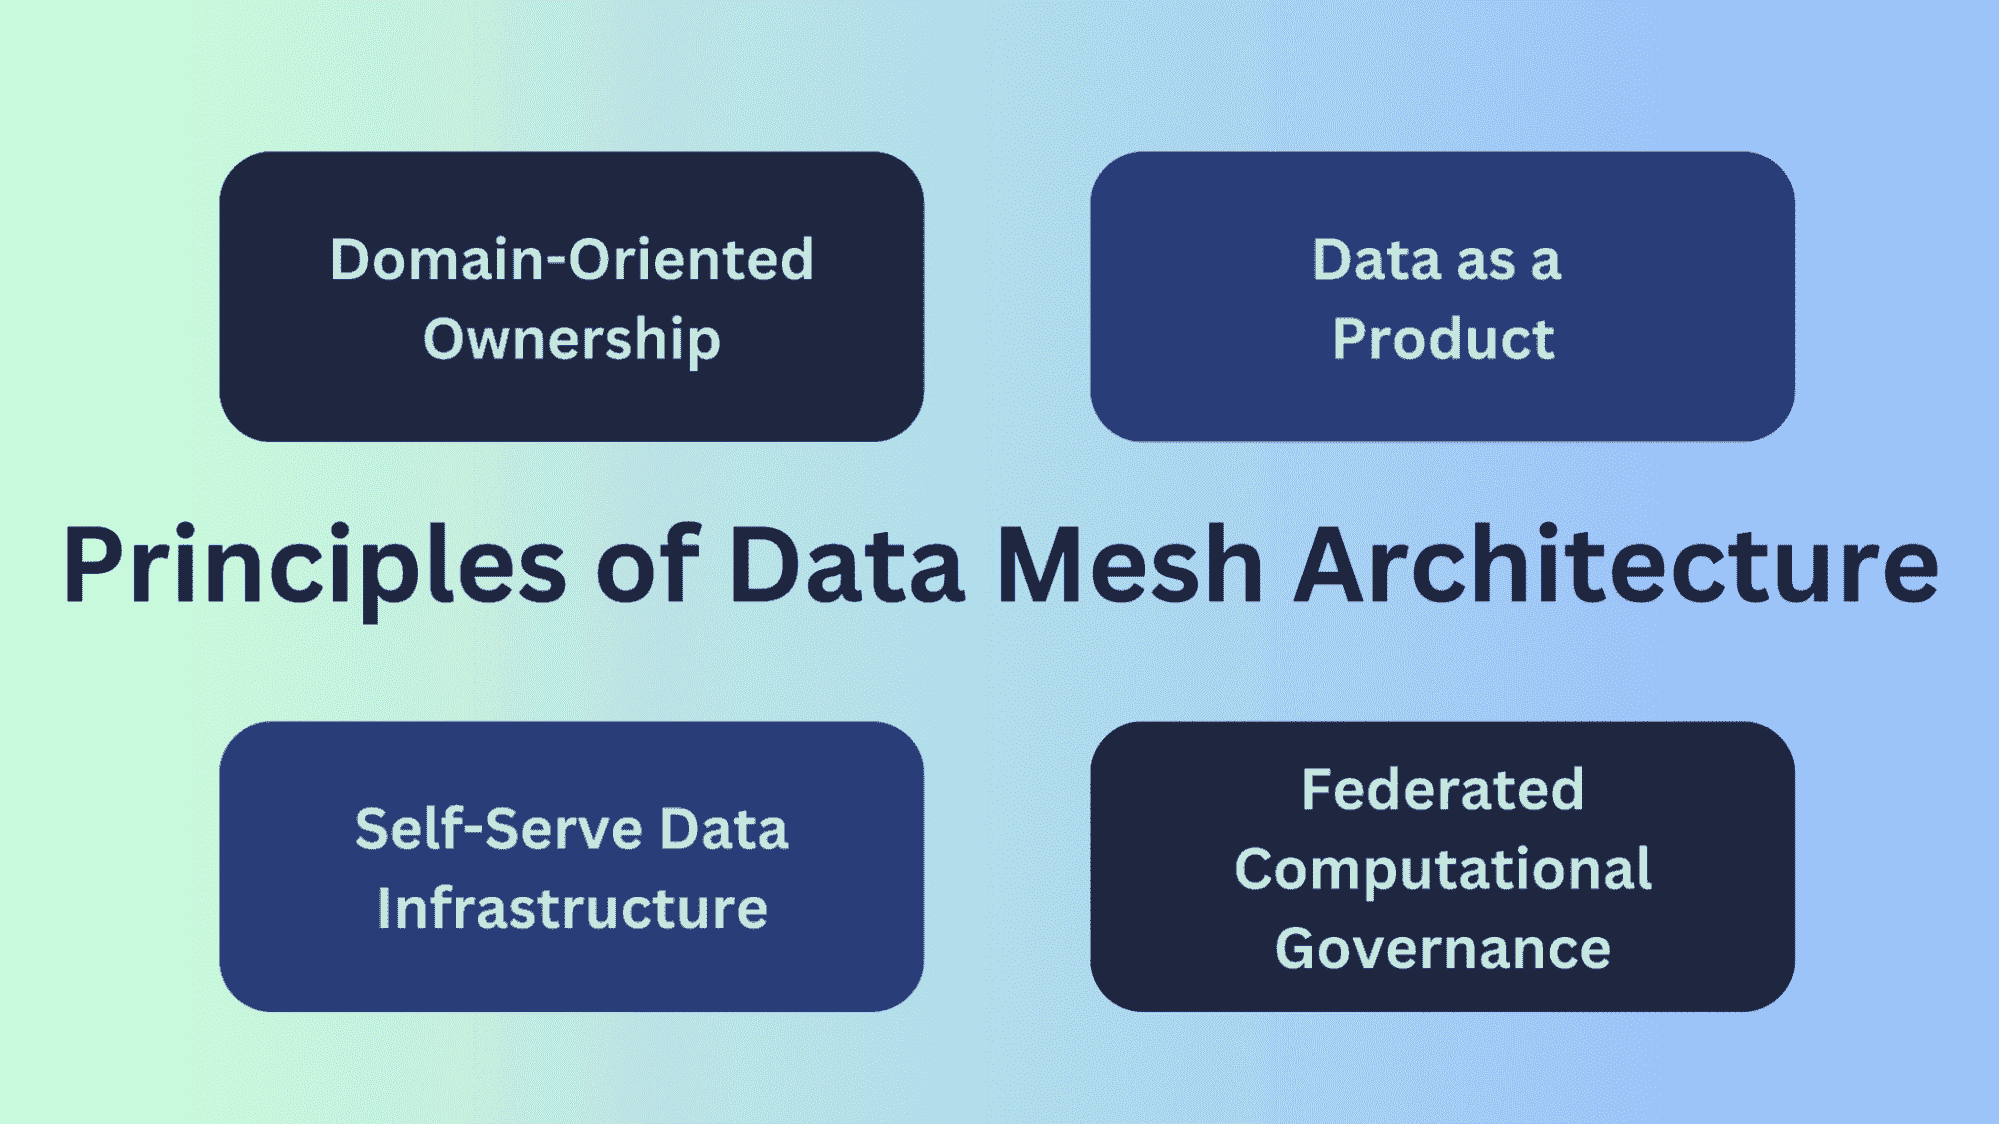 Domain-Oriented
Ownership
Data as a
Product
Principles of Data Mesh Architecture
Self-Serve Data
Infrastructure
Federated
Computational
Governance